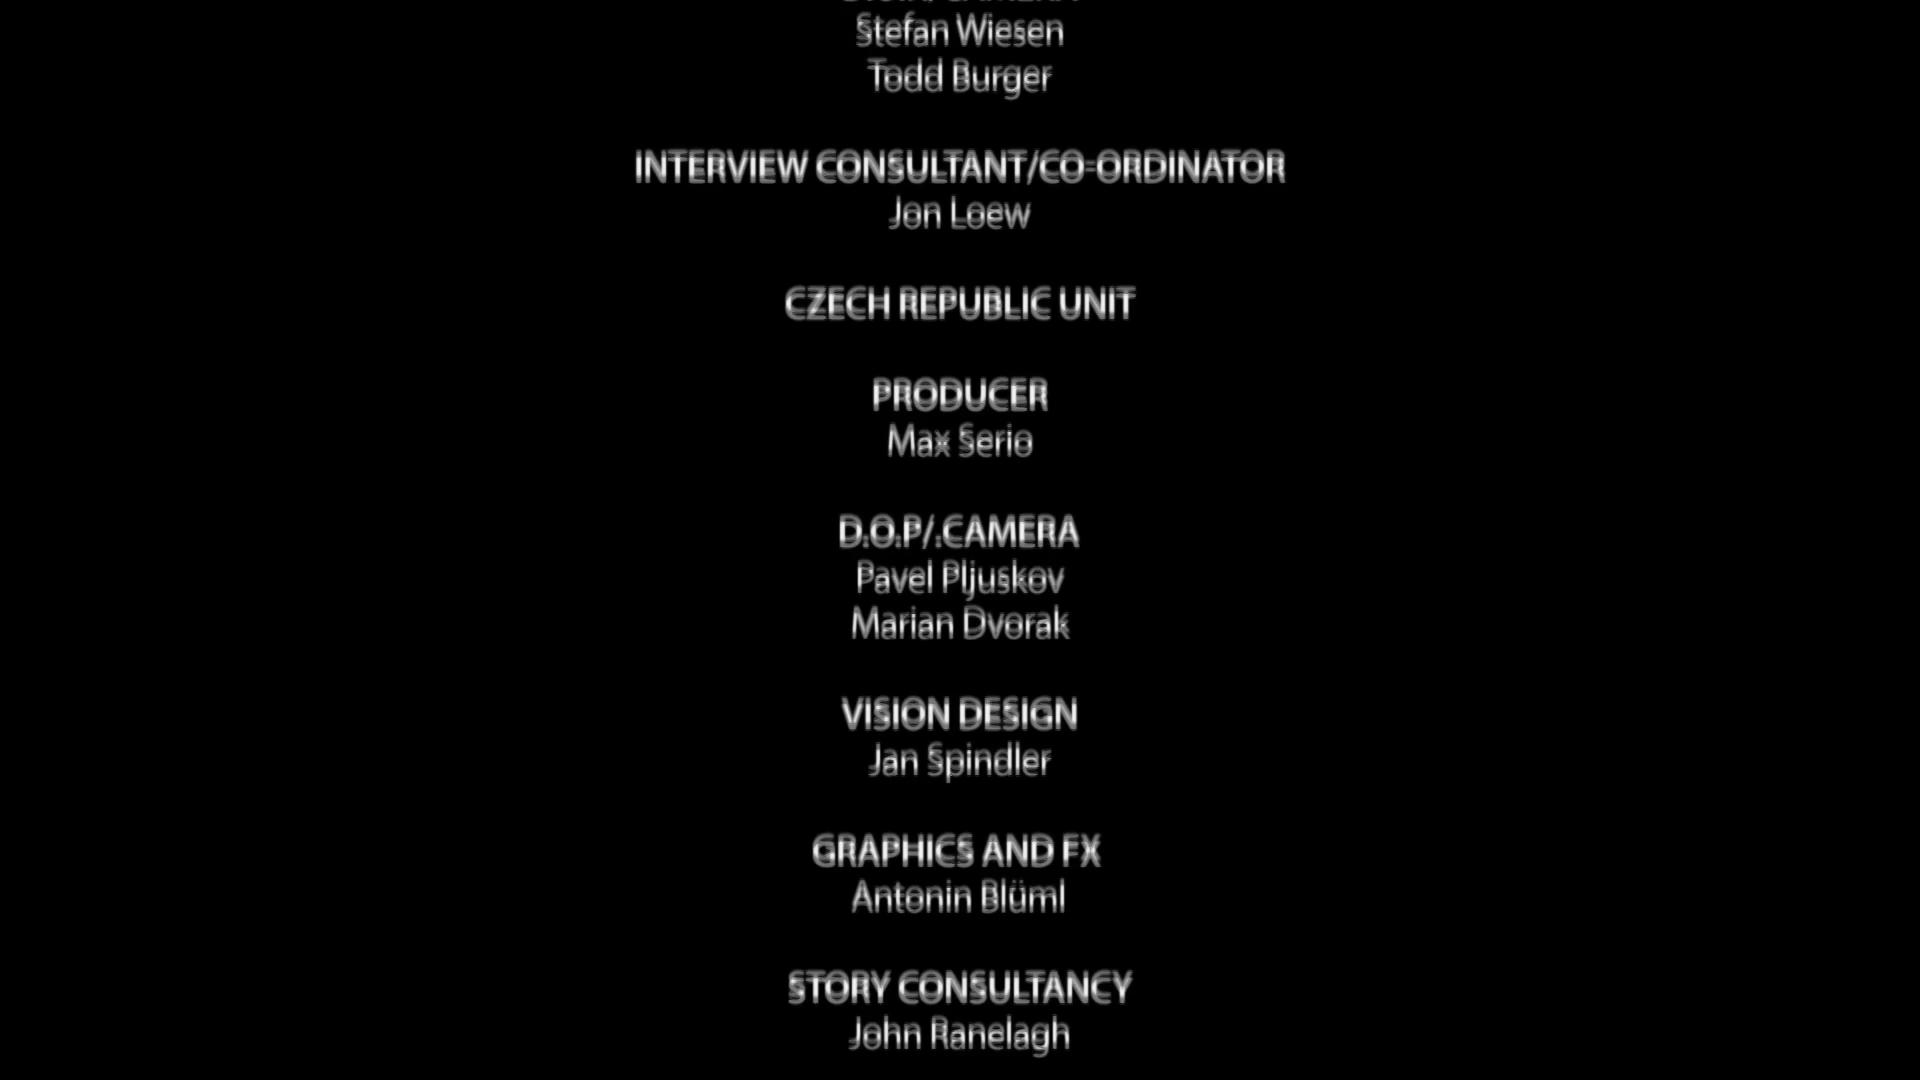 Stefan Wiesen
Todd Burger
INTERVIEW CONSULTANT/CO-ORDINATOR
Jon Loew
CZECH REPUBLIC UNIT
PRODUCER
Max Serio
D.O.P/.CAMERA
Pavel Pljuskov
Marian Dvorak
VISION DESIGN
Jan Spindler
GRAPHICS AND FX
Antonin Blüml
STORY CONSULTANCY
John Ranelagh